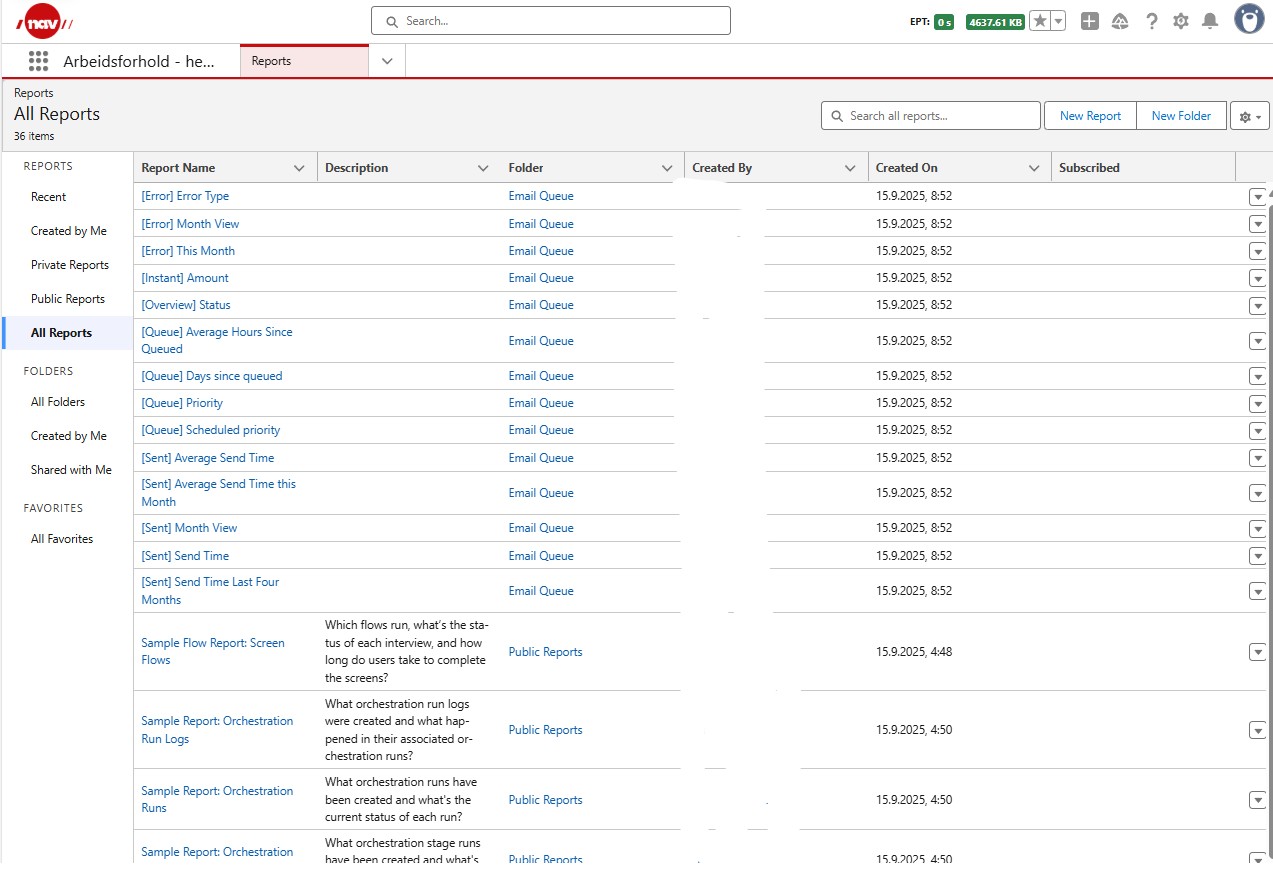 nav
Search...
EPT: 0 s 4637.61 KB
Arbeidsforhold - he...
Reports
Reports
All Reports
36 items
Search all reports...
New Report
New Folder
REPORTS
Recent
Created by Me
Private Reports
Public Reports
All Reports
FOLDERS
All Folders
Created by Me
Shared with Me
FAVORITES
All Favorites
Report Name Description Folder Created By Created On Subscribed
[Error] Error Type Email Queue 15.9.2025, 8:52
[Error] Month View Email Queue 15.9.2025, 8:52
[Error] This Month Email Queue 15.9.2025, 8:52
[Instant] Amount Email Queue 15.9.2025, 8:52
[Overview] Status Email Queue 15.9.2025, 8:52
[Queue] Average Hours Since
Queued
Email Queue 15.9.2025, 8:52
[Queue] Days since queued Email Queue 15.9.2025, 8:52
[Queue] Priority Email Queue 15.9.2025, 8:52
[Queue] Scheduled priority Email Queue 15.9.2025, 8:52
[Sent] Average Send Time Email Queue 15.9.2025, 8:52
[Sent] Average Send Time this
Month
Email Queue 15.9.2025, 8:52
[Sent] Month View Email Queue 15.9.2025, 8:52
[Sent] Send Time Email Queue 15.9.2025, 8:52
[Sent] Send Time Last Four
Months
Email Queue 15.9.2025, 8:52
Sample Flow Report: Screen
Flows
Which flows run, what's the sta-
tus of each interview, and how
long do users take to complete
the screens?
Public Reports 15.9.2025, 4:48
Sample Report: Orchestration
Run Logs
What orchestration run logs
were created and what hap-
pened in their associated or-
chestration runs?
Public Reports 15.9.2025, 4:50
Sample Report: Orchestration
Runs
What orchestration runs have
been created and what's the
current status of each run?
Public Reports 15.9.2025, 4:50
Sample Report: Orchestration
What orchestration stage runs
have been created and what's
Public Reports 15.9.2025, 4:50